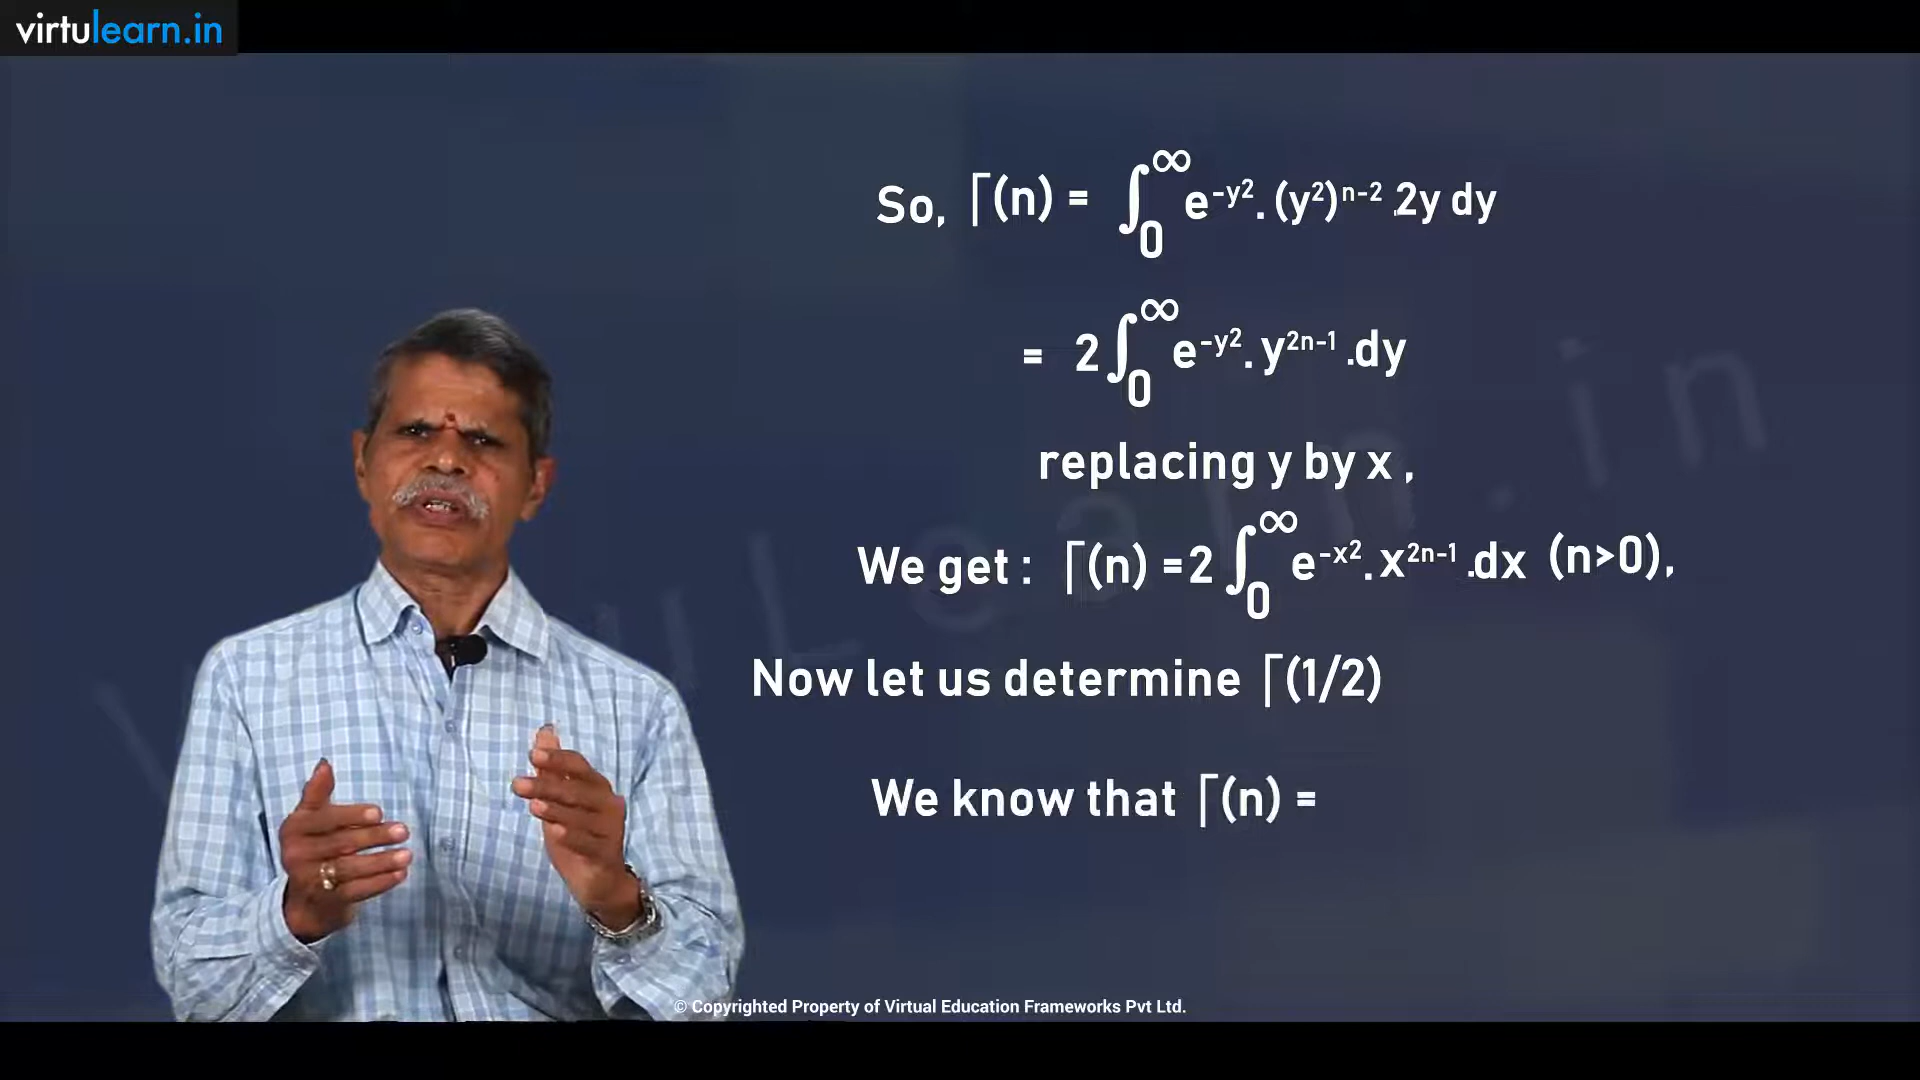 virtulearn.in
So, Γ(n) = ∫₀^∞ e^(-y²) . (y²)^(n-2) . 2y dy
= 2 ∫₀^∞ e^(-y²) . y^(2n-1) . dy
replacing y by x ,
We get : Γ(n) = 2 ∫₀^∞ e^(-x²) . x^(2n-1) . dx (n>0),
Now let us determine Γ(1/2)
We know that Γ(n) =
VirtuLearn.in
© Copyrighted Property of Virtual Education Frameworks Pvt Ltd.